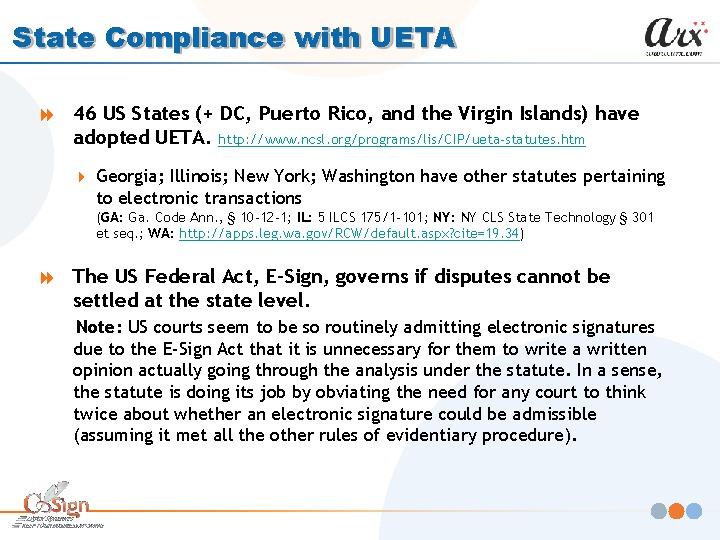 State Compliance with UETA
Arx
46 US States (+ DC, Puerto Rico, and the Virgin Islands) have
adopted UETA. http://www.ncsl.org/programs/lis/CIP/ueta-statutes.htm
Georgia; Illinois; New York; Washington have other statutes pertaining
to electronic transactions
(GA: Ga. Code Ann., § 10-12-1; IL: 5 ILCS 175/1-101; NY: NY CLS State Technology § 301
et seq.; WA: http://apps.leg.wa.gov/RCW/default.aspx?cite=19.34)
The US Federal Act, E-Sign, governs if disputes cannot be
settled at the state level.
Note: US courts seem to be so routinely admitting electronic signatures
due to the E-Sign Act that it is unnecessary for them to write a written
opinion actually going through the analysis under the statute. In a sense,
the statute is doing its job by obviating the need for any court to think
twice about whether an electronic signature could be admissible
(assuming it met all the other rules of evidentiary procedure).
CoSign